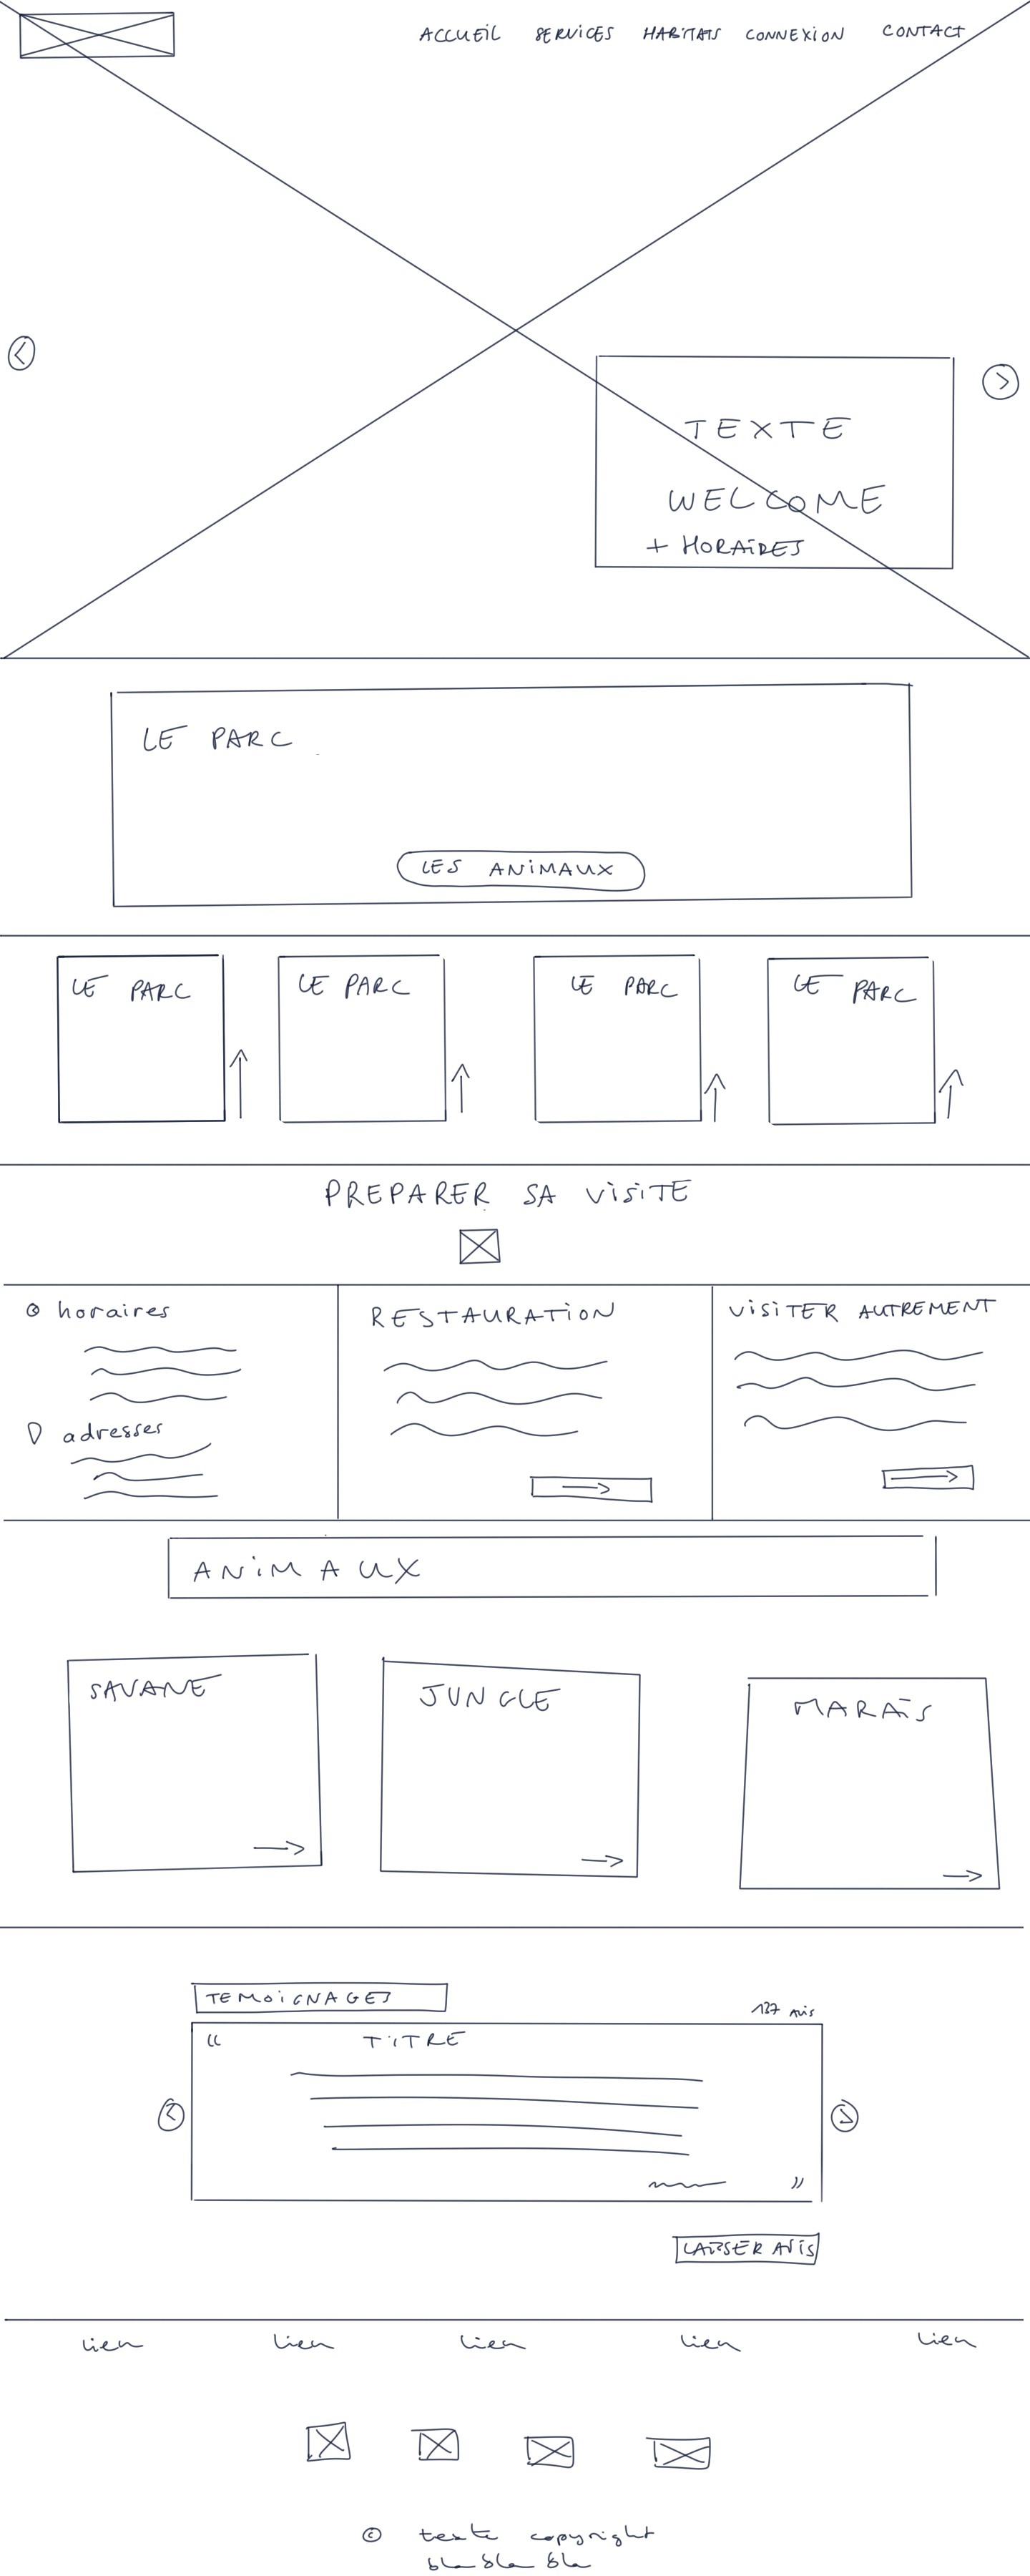 ACCUEIL SERVICES HABITATS CONNEXION CONTACT
TEXTE
WELCOME
+ HORAIRES
LE PARC
LES ANIMAUX
LE PARC LE PARC LE PARC LE PARC
PREPARER SA VISITE
horaires
adresses
RESTAURATION
VISITER AUTREMENT
ANIMAUX
SAVANE
JUNGLE
MARAIS
TEMOIGNAGES
137 Avis
“ TITRE
”
LAISSER AVIS
lien lien lien lien lien
© texte copyright
bla bla bla